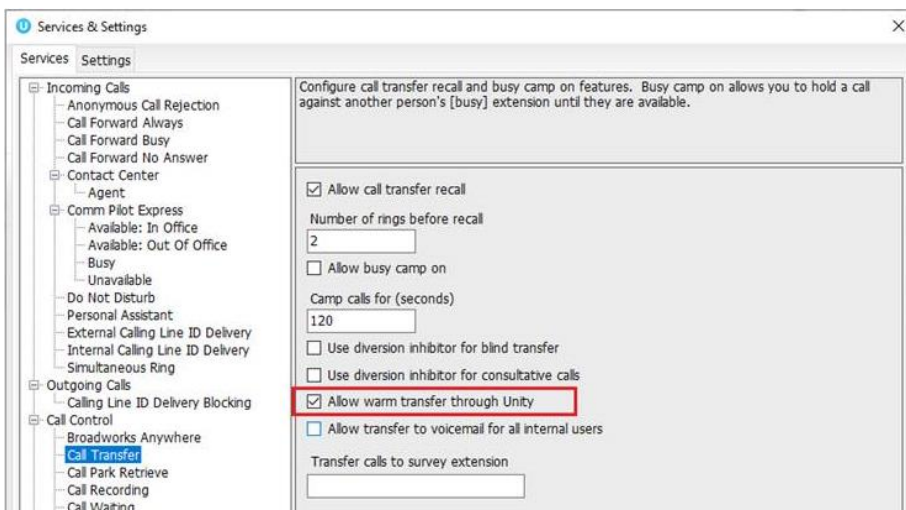 Services & Settings
Services Settings
Incoming Calls
Anonymous Call Rejection
Call Forward Always
Call Forward Busy
Call Forward No Answer
Contact Center
Agent
Comm Pilot Express
Available: In Office
Available: Out Of Office
Busy
Unavailable
Do Not Disturb
Personal Assistant
External Calling Line ID Delivery
Internal Calling Line ID Delivery
Simultaneous Ring
Outgoing Calls
Calling Line ID Delivery Blocking
Call Control
Broadworks Anywhere
Call Transfer
Call Park Retrieve
Call Recording
Call Waiting
Configure call transfer recall and busy camp on features. Busy camp on allows you to hold a call
against another person's [busy] extension until they are available.
Allow call transfer recall
Number of rings before recall
2
Allow busy camp on
Camp calls for (seconds)
120
Use diversion inhibitor for blind transfer
Use diversion inhibitor for consultative calls
Allow warm transfer through Unity
Allow transfer to voicemail for all internal users
Transfer calls to survey extension